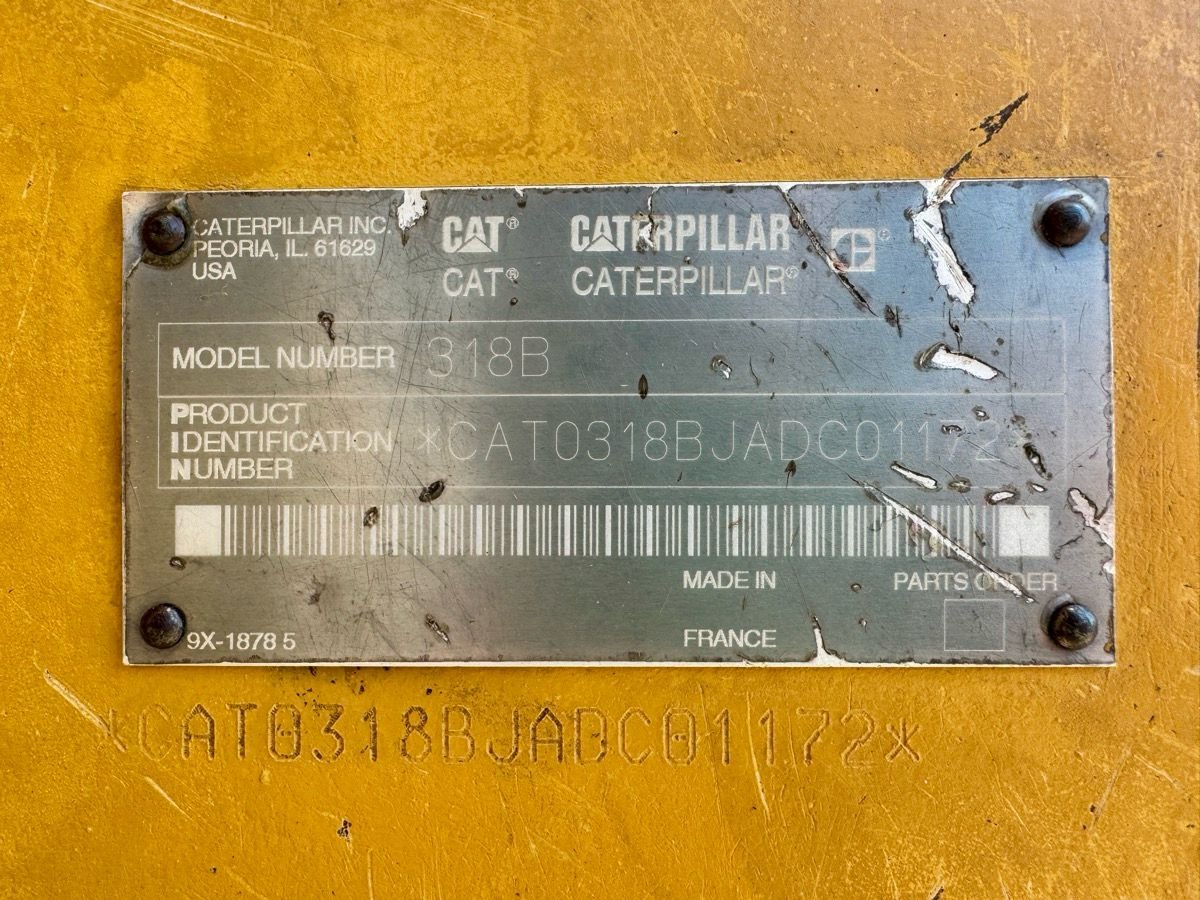 CATERPILLAR INC.
PEORIA, IL. 61629
USA
CAT® CATERPILLAR ®
CAT® CATERPILLAR®
MODEL NUMBER 318B
PRODUCT
IDENTIFICATION *CAT0318BJADC01172
NUMBER
MADE IN PARTS ORDER
9X-1878 5 FRANCE
*CAT0318BJADC01172*